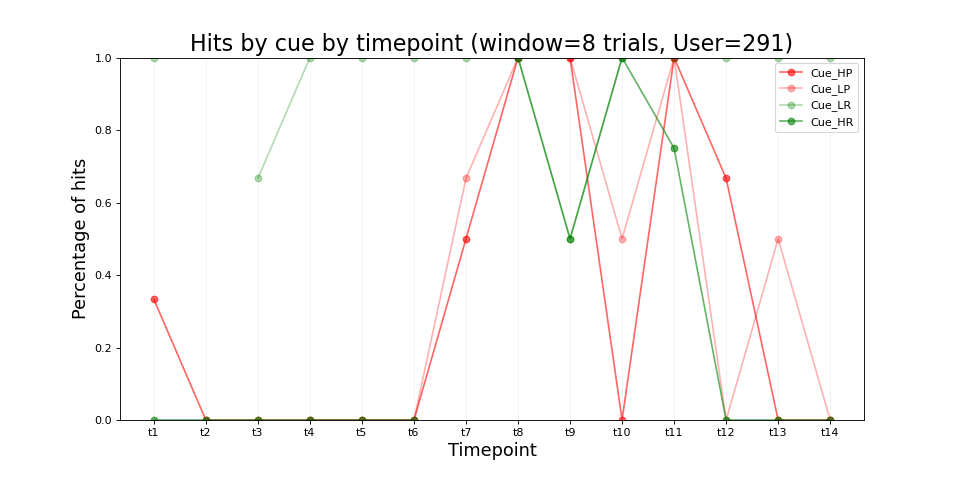 Hits by cue by timepoint (window=8 trials, User=291)
Percentage of hits
1.0
0.8
0.6
0.4
0.2
0.0
Cue_HP
Cue_LP
Cue_LR
Cue_HR
t1 t2 t3 t4 t5 t6 t7 t8 t9 t10 t11 t12 t13 t14
Timepoint